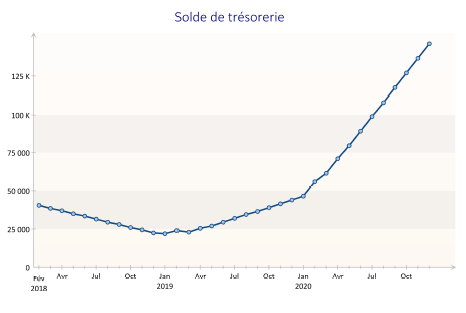 Solde de trésorerie
125 K
100 K
75 000
50 000
25 000
0
Fév Avr Jul Oct Jan Avr Jul Oct Jan Avr Jul Oct
2018 2019 2020